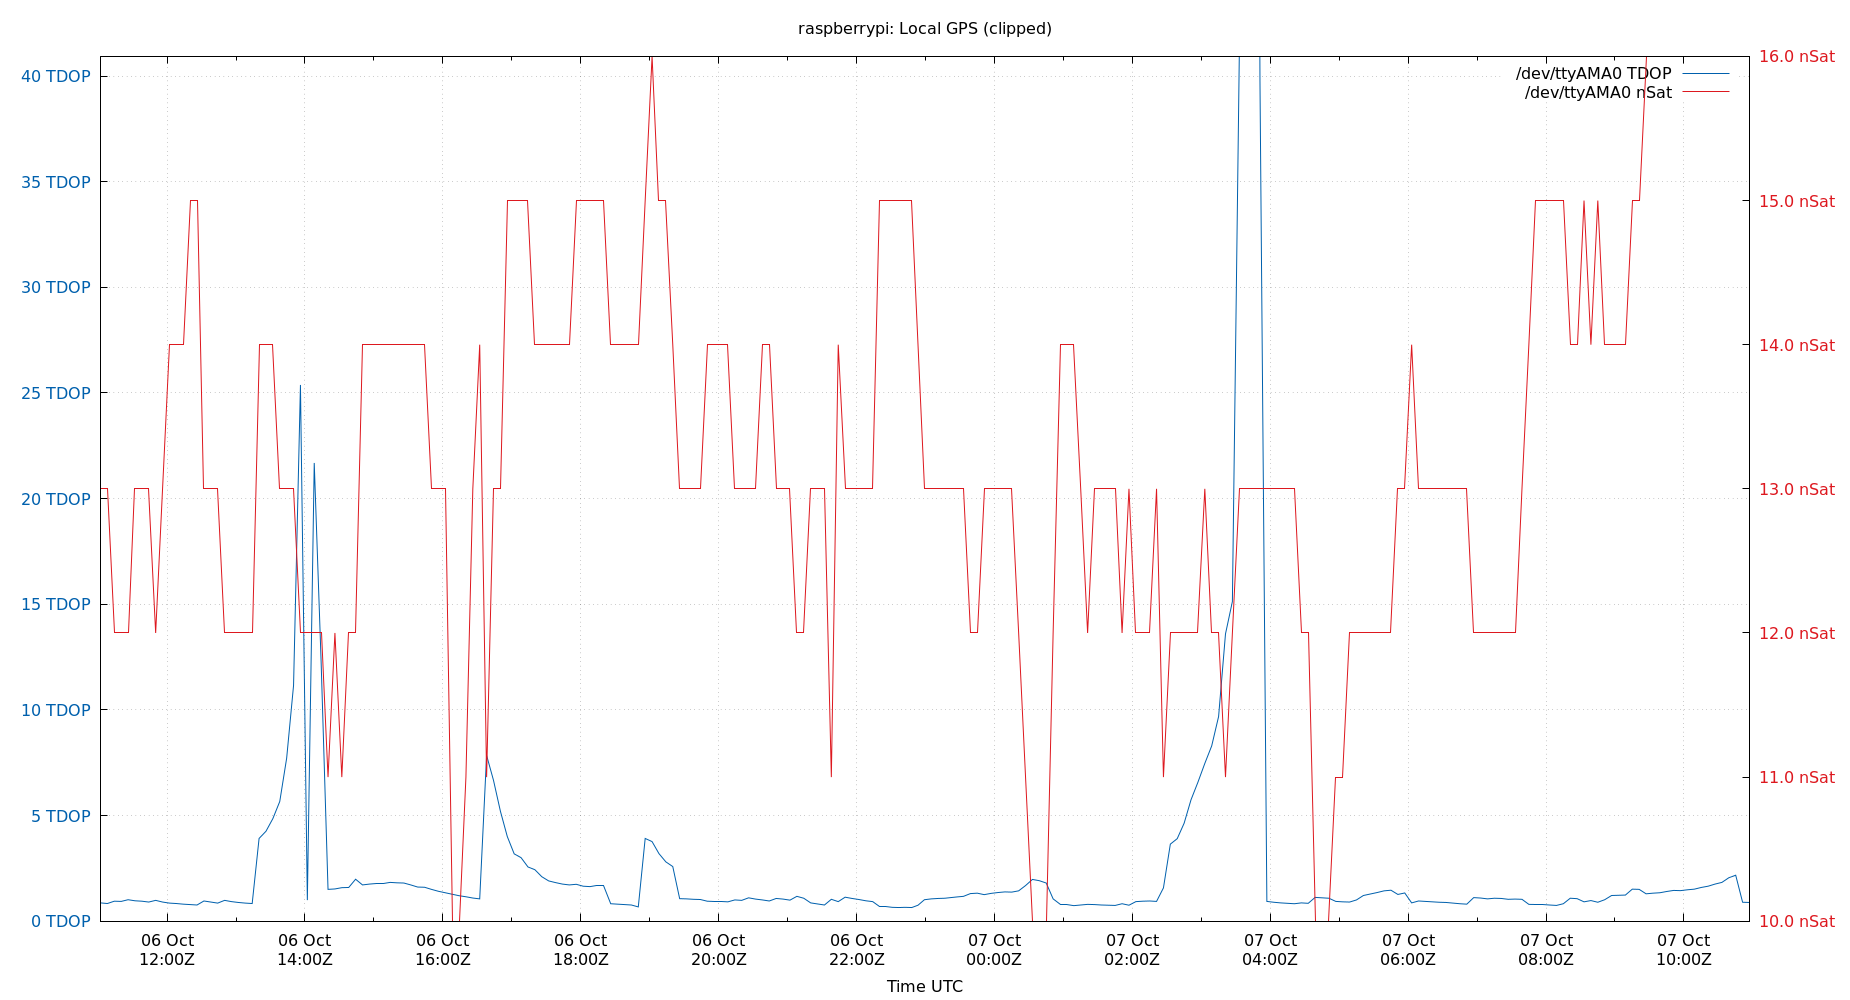 raspberrypi: Local GPS (clipped)
40 TDOP
35 TDOP
30 TDOP
25 TDOP
20 TDOP
15 TDOP
10 TDOP
5 TDOP
0 TDOP
16.0 nSat
15.0 nSat
14.0 nSat
13.0 nSat
12.0 nSat
11.0 nSat
10.0 nSat
/dev/ttyAMA0 TDOP
/dev/ttyAMA0 nSat
06 Oct
12:00Z
06 Oct
14:00Z
06 Oct
16:00Z
06 Oct
18:00Z
06 Oct
20:00Z
06 Oct
22:00Z
07 Oct
00:00Z
07 Oct
02:00Z
07 Oct
04:00Z
07 Oct
06:00Z
07 Oct
08:00Z
07 Oct
10:00Z
Time UTC